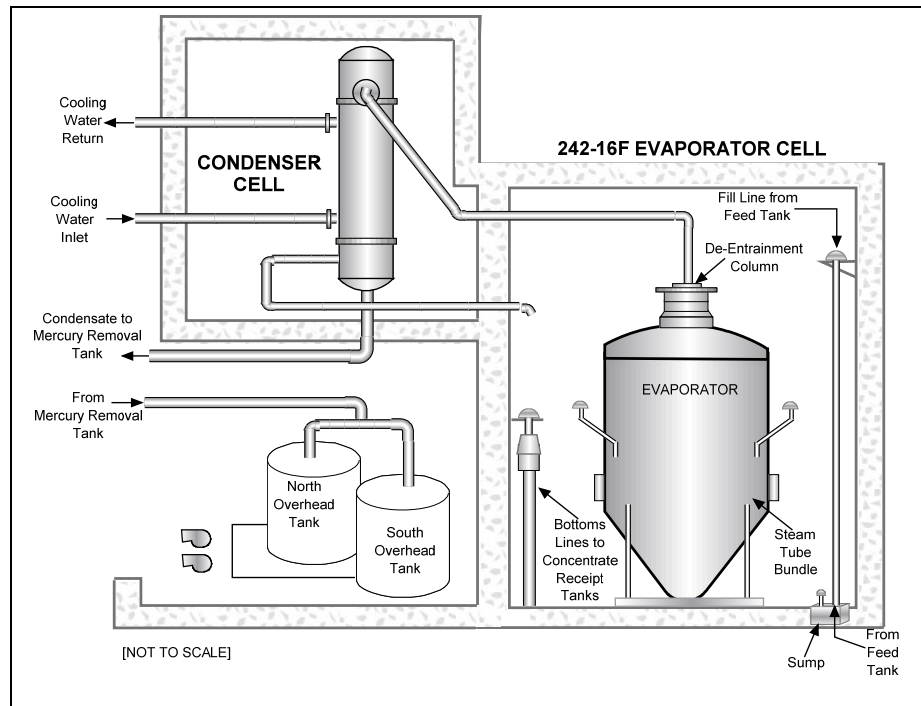 Cooling
Water
Return
CONDENSER
CELL
242-16F EVAPORATOR CELL
Cooling
Water
Inlet
Fill Line from
Feed Tank
De-Entrainment
Column
Condensate to
Mercury Removal
Tank
EVAPORATOR
From
Mercury Removal
Tank
North
Overhead
Tank
South
Overhead
Tank
Bottoms
Lines to
Concentrate
Receipt
Tanks
Steam
Tube
Bundle
[NOT TO SCALE]
Sump
From
Feed
Tank